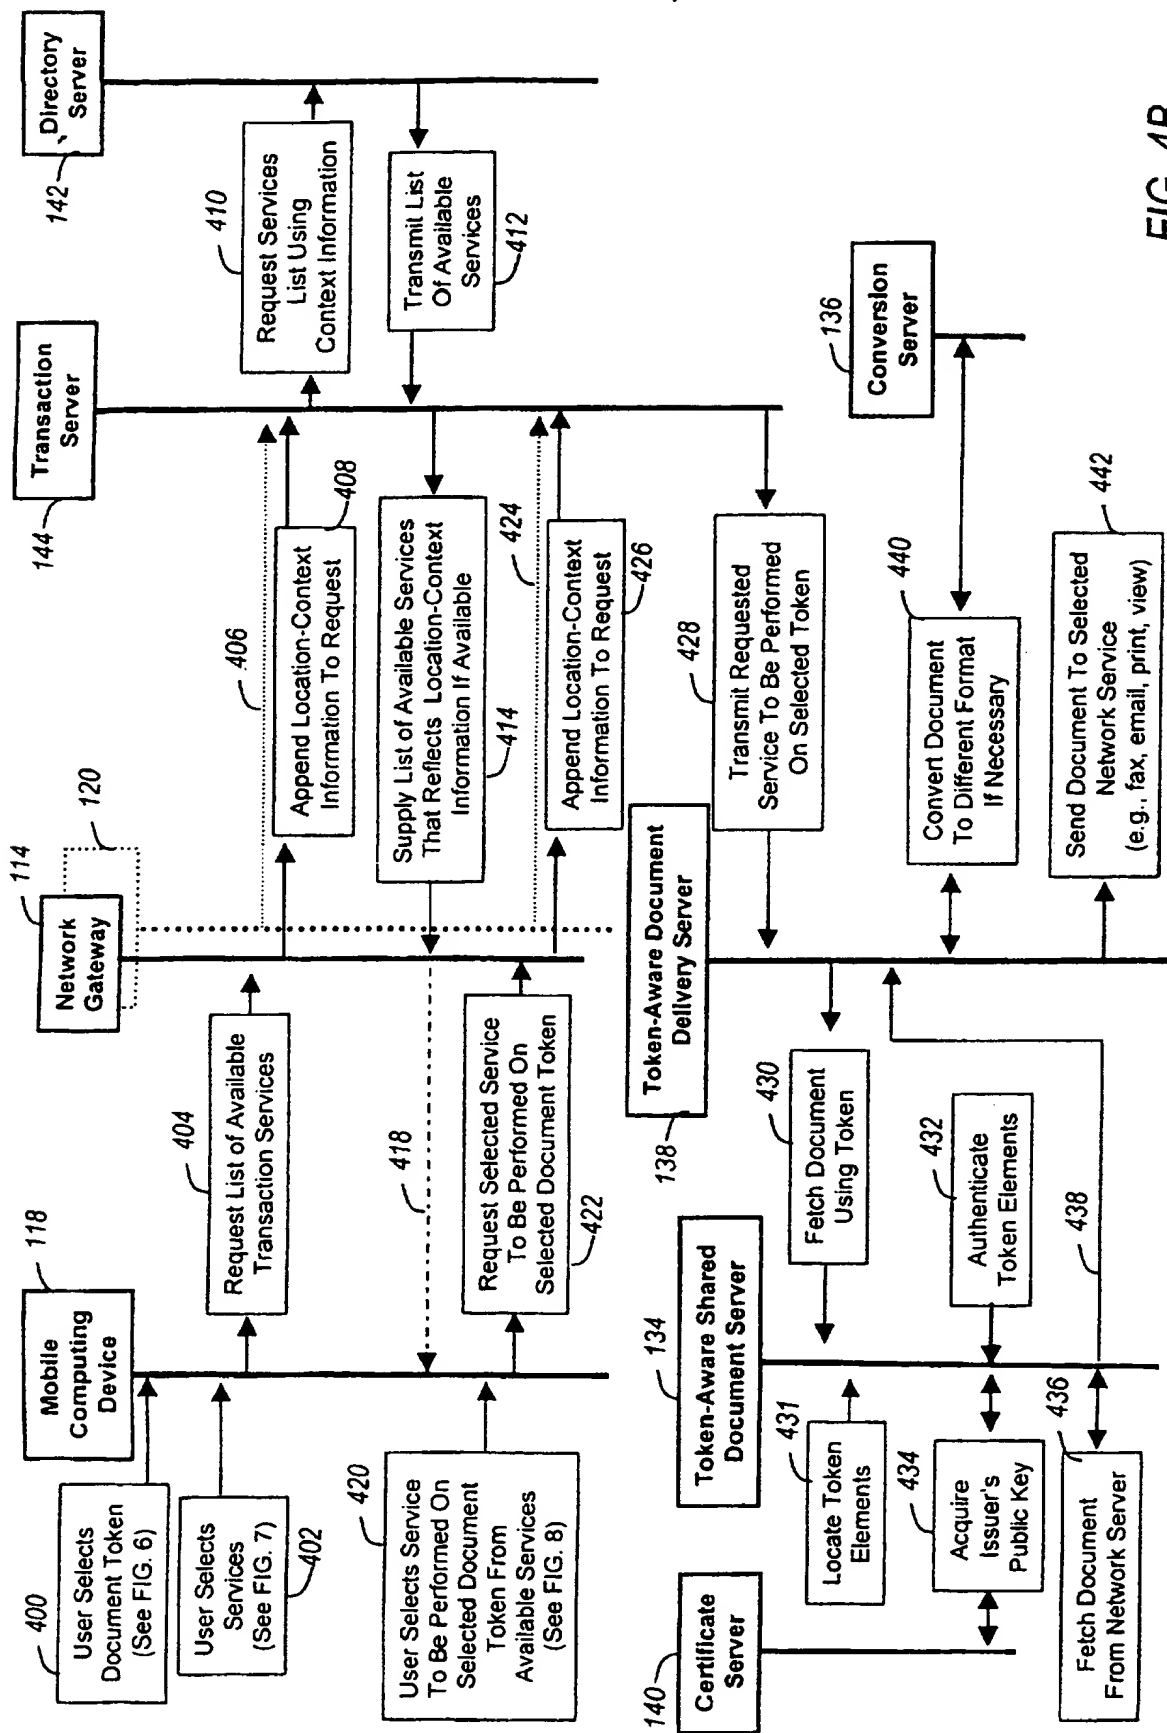 142
Directory
Server
144
Transaction
Server
114
Network
Gateway
120
118
Mobile
Computing
Device
400
User Selects
Document Token
(See FIG. 6)
User Selects
Services
(See FIG. 7)
402
404
Request List of Available
Transaction Services
406
Append Location-Context
Information To Request
408
410
Request Services
List Using
Context Information
Transmit List
Of Available
Services
412
Supply List of Available Services
That Reflects Location-Context
Information If Available
414
418
420
User Selects Service
To Be Performed On
Selected Document
Token From
Available Services
(See FIG. 8)
Request Selected Service
To Be Performed On
Selected Document Token
422
424
Append Location-Context
Information To Request
426
428
Transmit Requested
Service To Be Performed
On Selected Token
140
Certificate
Server
134
Token-Aware Shared
Document Server
138
Token-Aware Document
Delivery Server
136
Conversion
Server
430
Fetch Document
Using Token
431
Locate Token
Elements
432
Authenticate
Token Elements
434
Acquire
Issuer's
Public Key
436
Fetch Document
From Network Server
438
440
Convert Document
To Different Format
If Necessary
442
Send Document To Selected
Network Service
(e.g., fax, email, print, view)